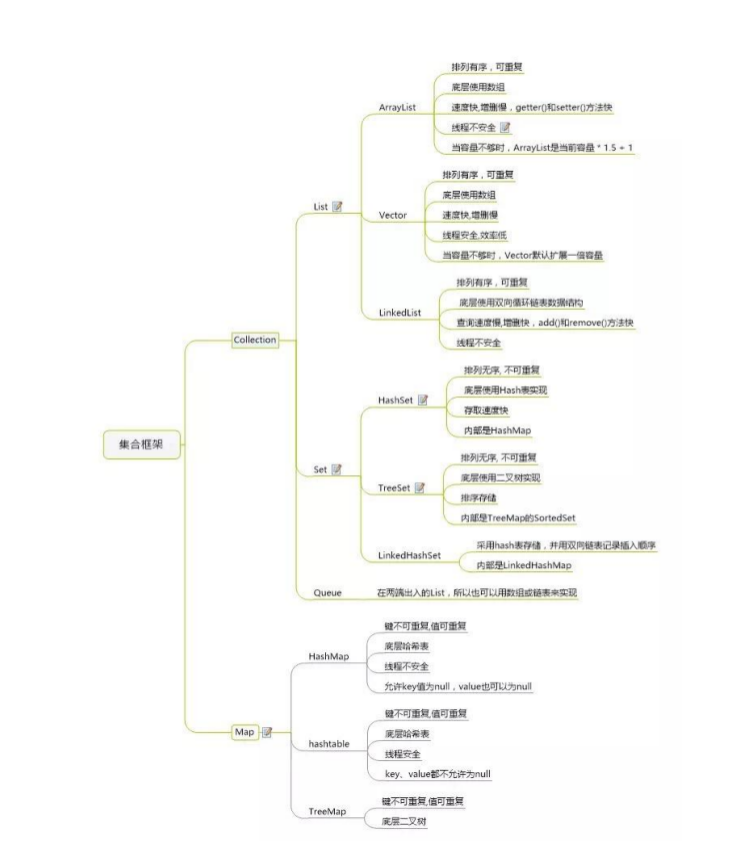 集合框架
Collection
List
ArrayList
排列有序，可重复
底层使用数组
速度快,增删慢，getter()和setter()方法快
线程不安全
当容量不够时，ArrayList是当前容量 * 1.5 + 1
Vector
排列有序，可重复
底层使用数组
速度快,增删慢
线程安全,效率低
当容量不够时，Vector默认扩展一倍容量
LinkedList
排列有序，可重复
底层使用双向循环链表数据结构
查询速度慢,增删快，add()和remove()方法快
线程不安全
Set
HashSet
排列无序, 不可重复
底层使用Hash表实现
存取速度快
内部是HashMap
TreeSet
排列无序, 不可重复
底层使用二叉树实现
排序存储
内部是TreeMap的SortedSet
LinkedHashSet
采用hash表存储，并用双向链表记录插入顺序
内部是LinkedHashMap
Queue
在两端出入的List，所以也可以用数组或链表来实现
Map
HashMap
键不可重复,值可重复
底层哈希表
线程不安全
允许key值为null，value也可以为null
hashtable
键不可重复,值可重复
底层哈希表
线程安全
key、value都不允许为null
TreeMap
键不可重复,值可重复
底层二叉树